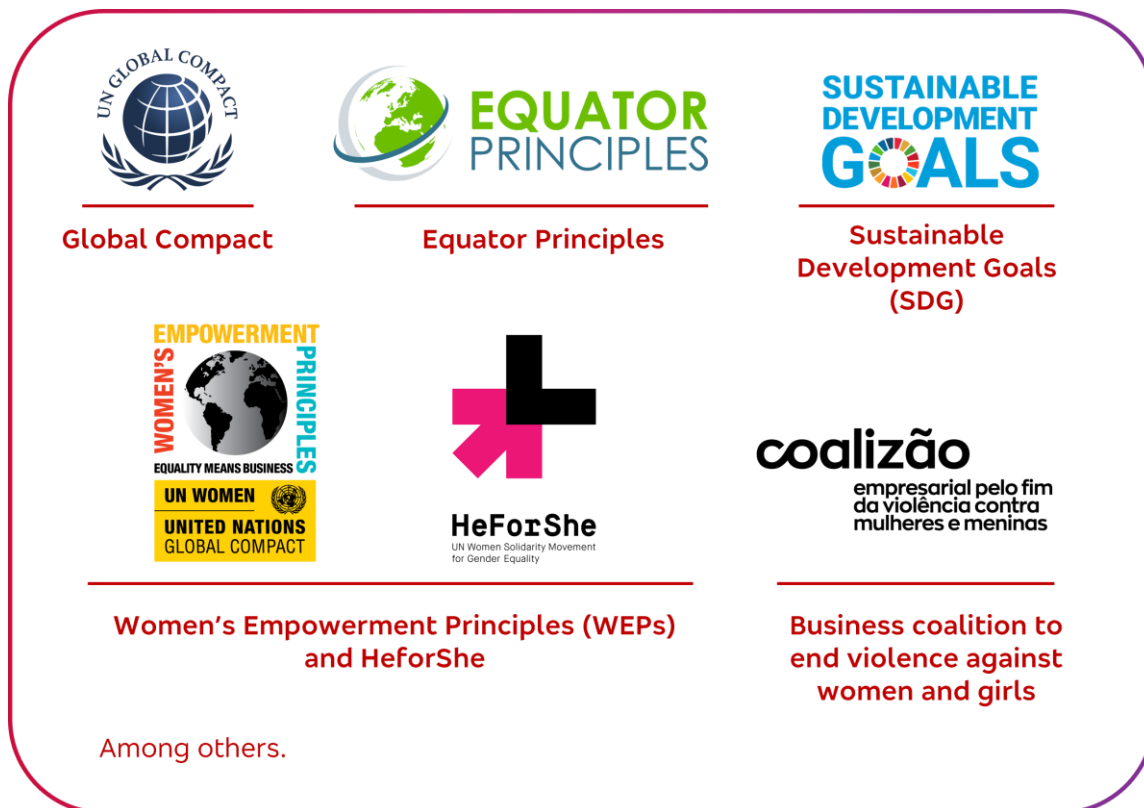 UN GLOBAL COMPACT
EQUATOR
PRINCIPLES
SUSTAINABLE
DEVELOPMENT
GOALS
Global Compact
Equator Principles
Sustainable
Development Goals
(SDG)
WOMEN'S
EMPOWERMENT
PRINCIPLES
EQUALITY MEANS BUSINESS
UN WOMEN
UNITED NATIONS
GLOBAL COMPACT
HeForShe
UN Women Solidarity Movement
for Gender Equality
coalizão
empresarial pelo fim
da violência contra
mulheres e meninas
Women's Empowerment Principles (WEPs)
and HeforShe
Business coalition to
end violence against
women and girls
Among others.